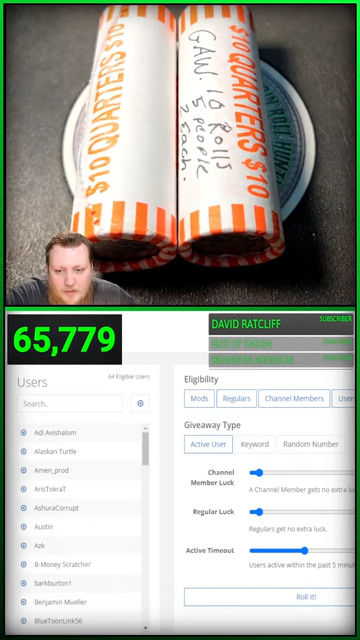 $10 QUARTERS $10
$10 QUARTERS $10
GAW. 10 Rolls
5 people
2 each.
ROLL HUNT
65,779
DAVID RATCLIFF
SUBSCRIBER
Users
64 Eligible Users
Search..
Adi Avishalom
Alaskan Turtle
Amen_prod
ArisTokraT
AshuraCorrupt
Austin
Azk
B-Money Scratchin'
barkburton1
Benjamin Mueller
BlueToonLink56
Eligibility
Mods
Regulars
Channel Members
Users
Giveaway Type
Active User
Keyword
Random Number
Channel
Member Luck
A Channel Member gets no extra lu
Regular Luck
Regulars get no extra luck.
Active Timeout
Users active within the past 5 minut
Roll It!